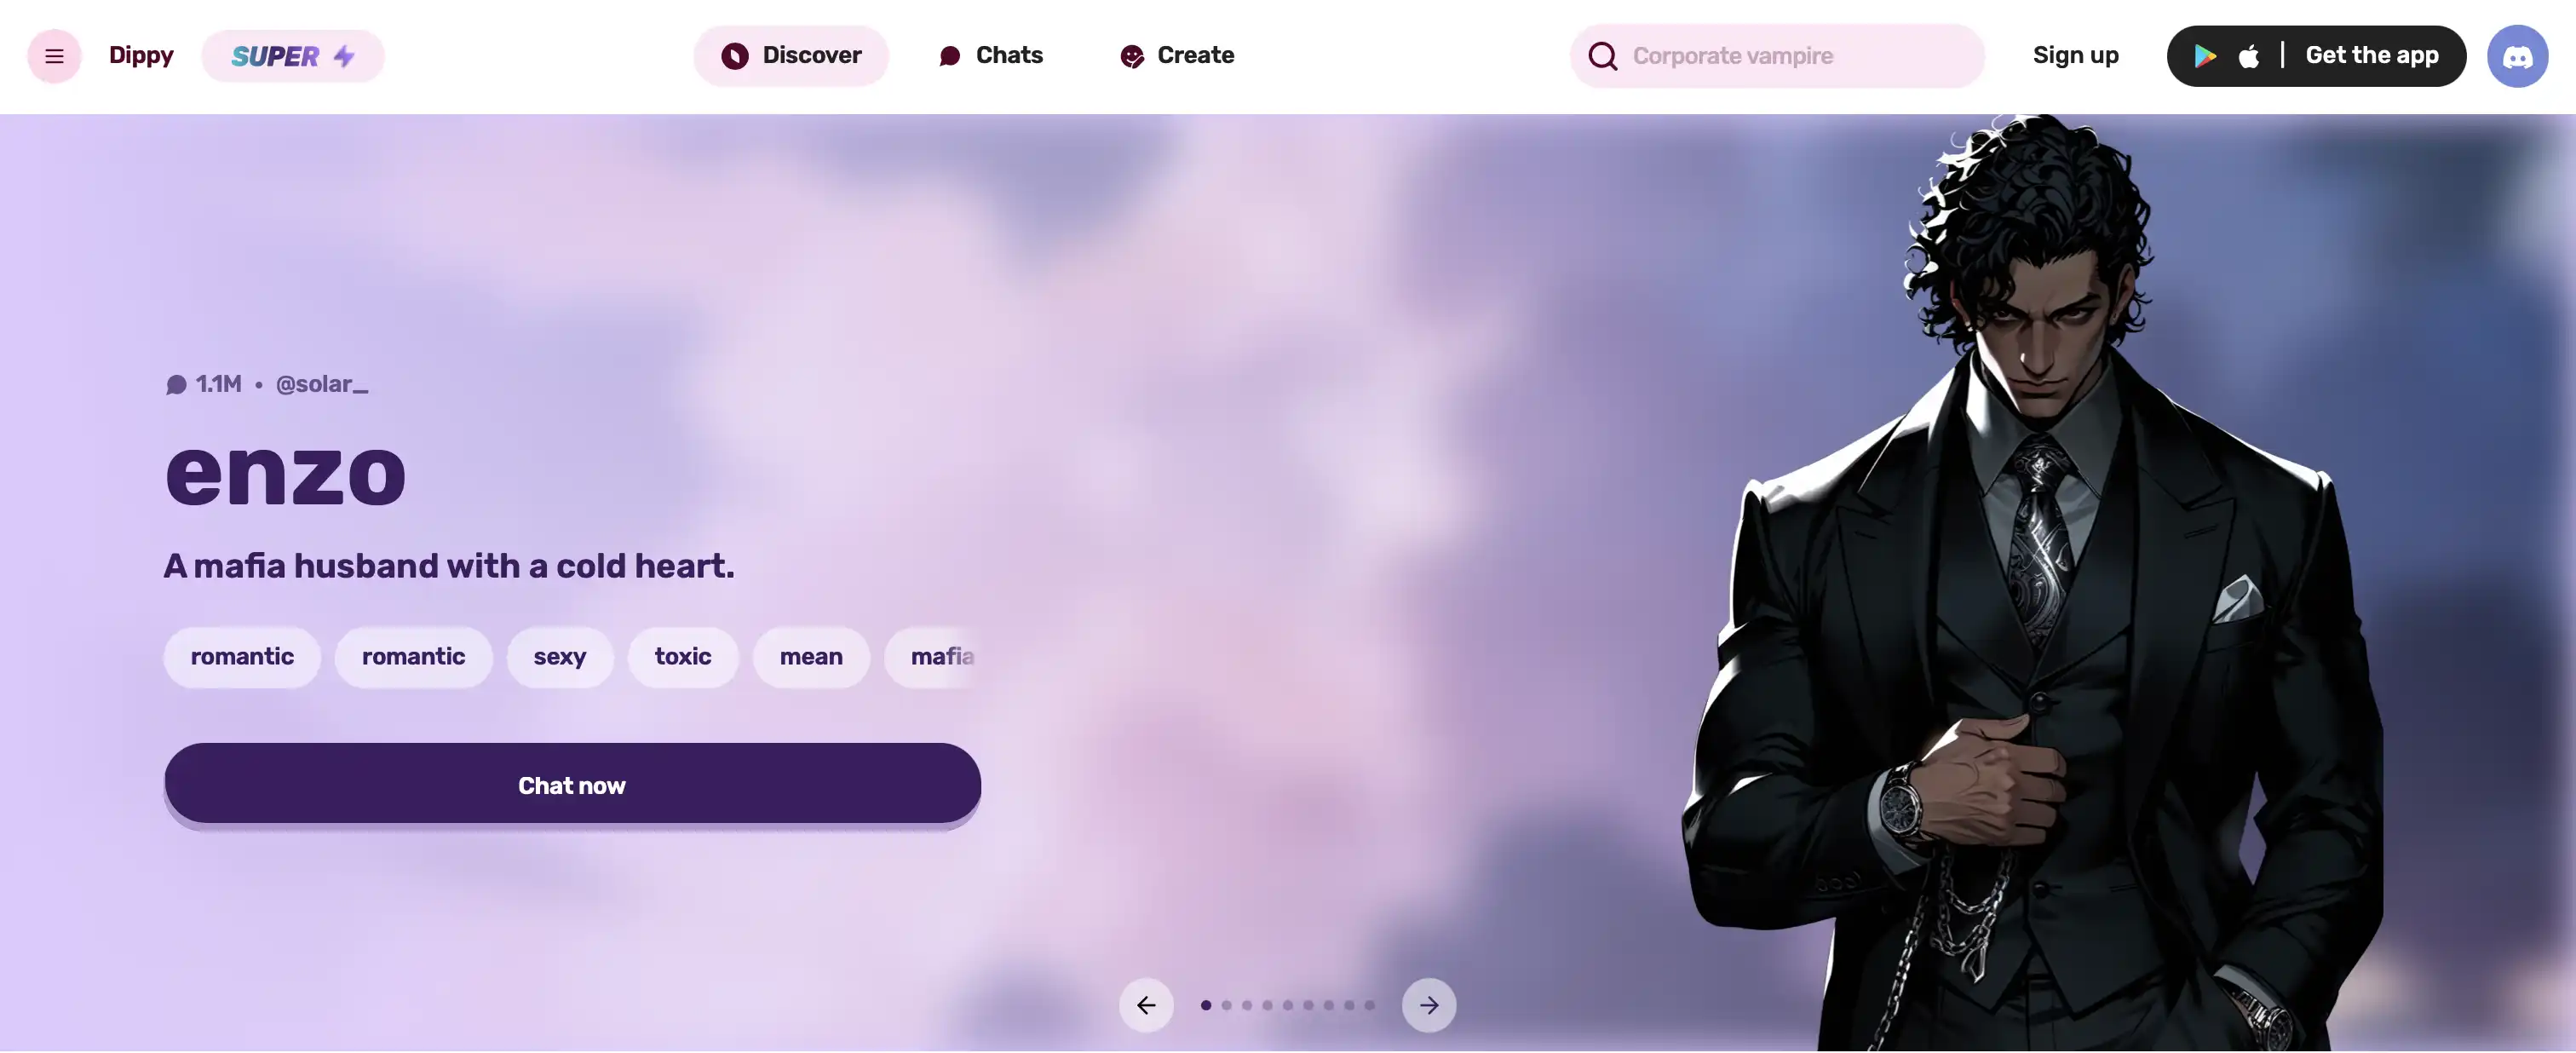 Dippy
SUPER
Discover
Chats
Create
Corporate vampire
Sign up
Get the app
1.1M • @solar_
enzo
A mafia husband with a cold heart.
romantic romantic sexy toxic mean mafia
Chat now